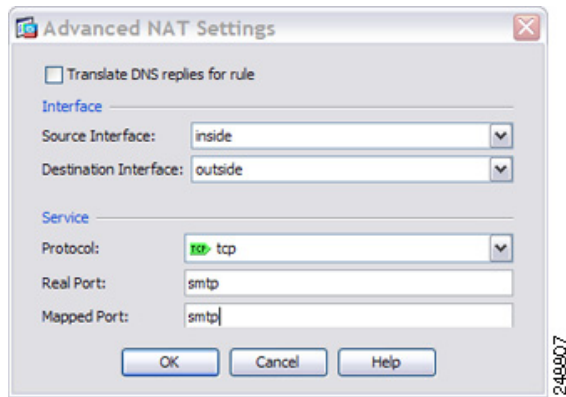 Advanced NAT Settings
Translate DNS replies for rule
Interface
Source Interface: inside
Destination Interface: outside
Service
Protocol: TCP tcp
Real Port: smtp
Mapped Port: smtp
OK Cancel Help
248807